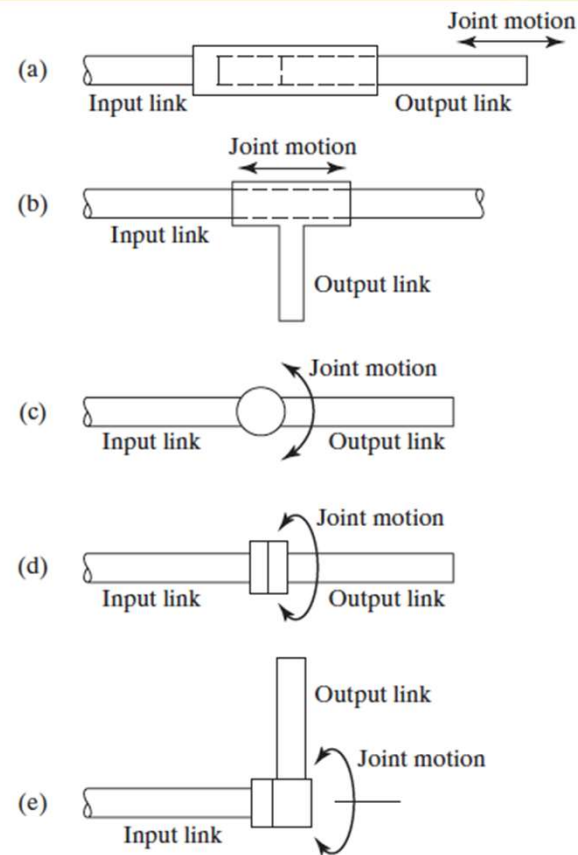 Joint motion
(a)
Input link Output link
Joint motion
(b)
Input link
Output link
Joint motion
(c)
Input link Output link
Joint motion
(d)
Input link Output link
Output link
Joint motion
(e)
Input link